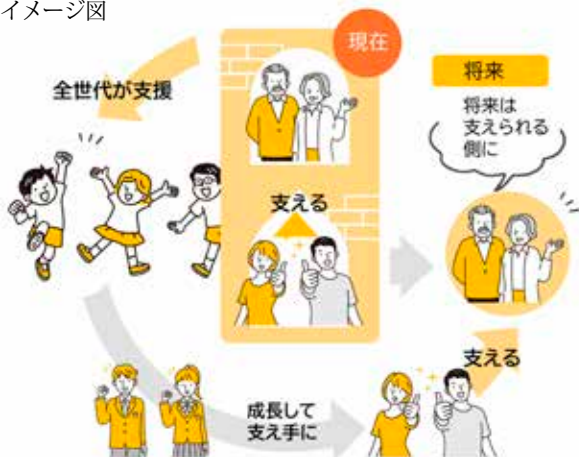 イメージ図
現在
全世代が支援
支える
将来
将来は
支えられる
側に
支える
成長して
支え手に